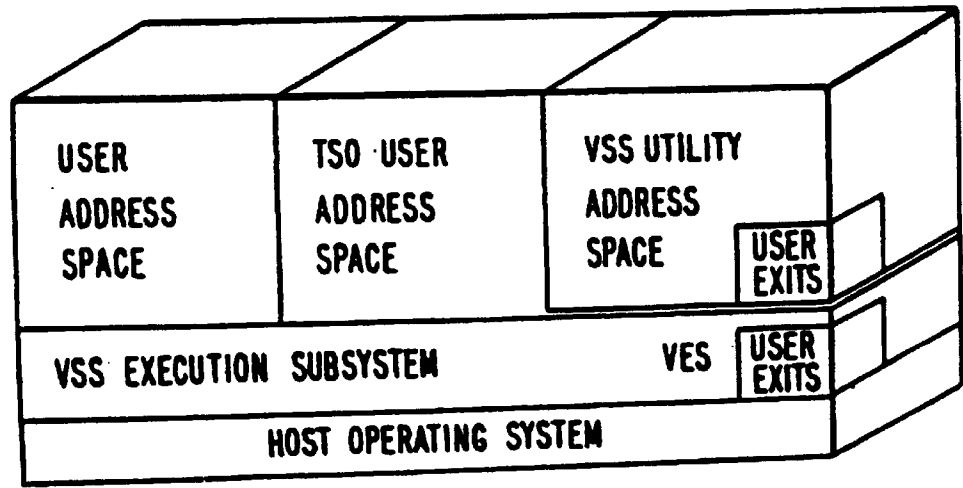 USER
ADDRESS
SPACE
TSO USER
ADDRESS
SPACE
VSS UTILITY
ADDRESS
SPACE
USER
EXITS
VSS EXECUTION SUBSYSTEM
VES
USER
EXITS
HOST OPERATING SYSTEM